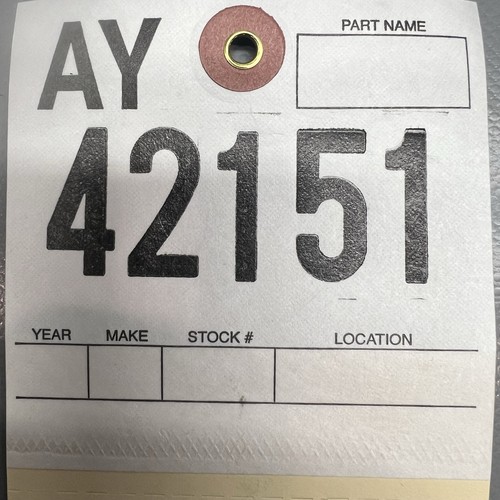 AY
PART NAME
42151
YEAR MAKE STOCK # LOCATION